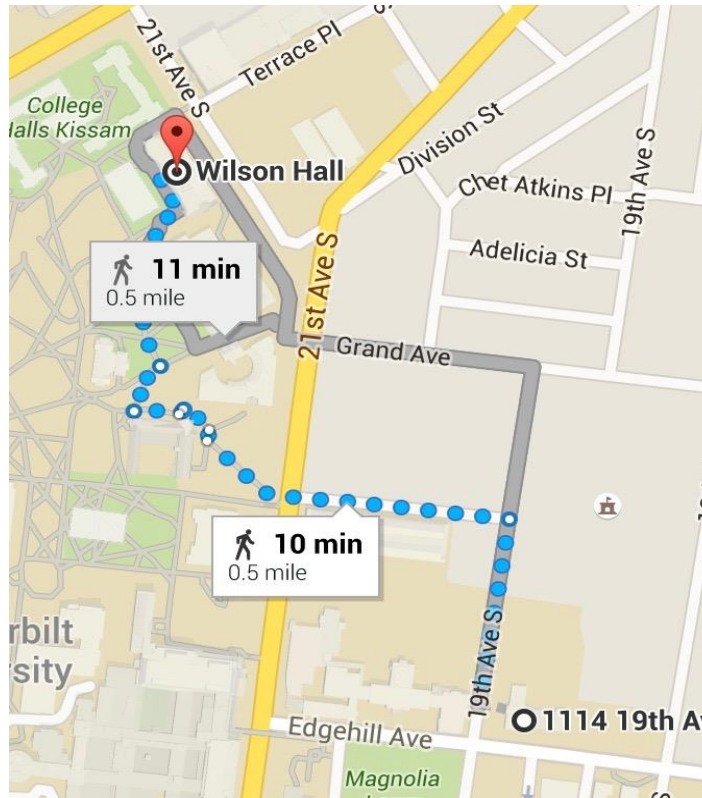 21st Ave S
Terrace Pl
College
Halls Kissam
Wilson Hall
Division St
Chet Atkins Pl
19th Ave S
Adelicia St
11 min
0.5 mile
21st Ave S
Grand Ave
10 min
0.5 mile
rbilt
rsity
19th Ave S
1114 19th Av
Edgehill Ave
Magnolia